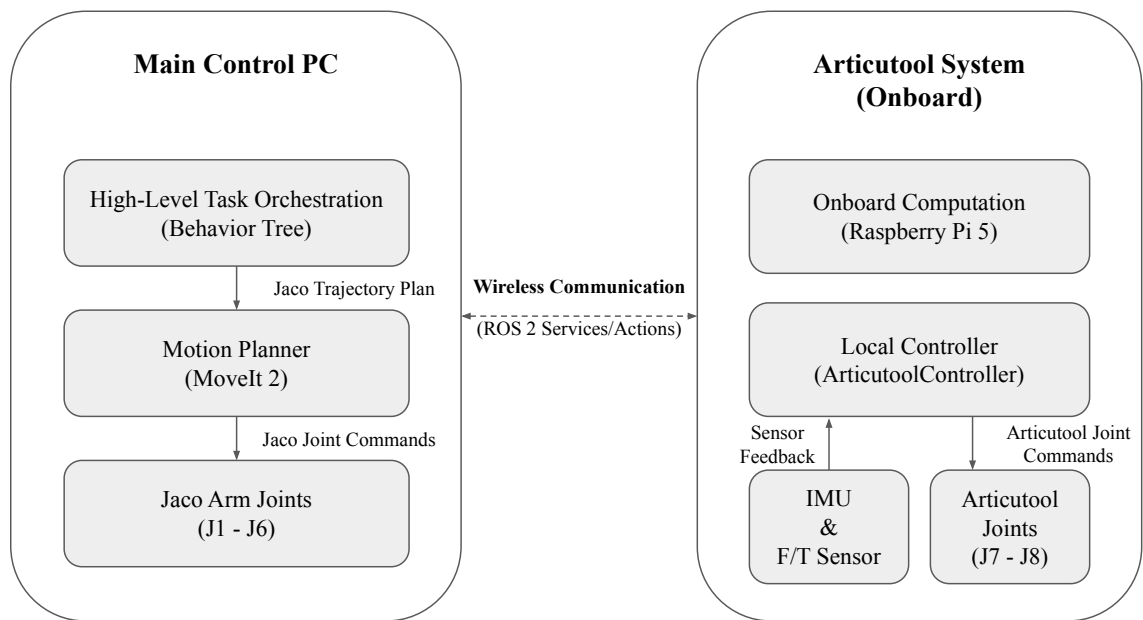 Main Control PC
High-Level Task Orchestration
(Behavior Tree)
Jaco Trajectory Plan
Motion Planner
(MoveIt 2)
Jaco Joint Commands
Jaco Arm Joints
(J1 - J6)
Wireless Communication
(ROS 2 Services/Actions)
Articutool System
(Onboard)
Onboard Computation
(Raspberry Pi 5)
Local Controller
(ArticutoolController)
Sensor
Feedback
Articutool Joint
Commands
IMU
&
F/T Sensor
Articutool
Joints
(J7 - J8)